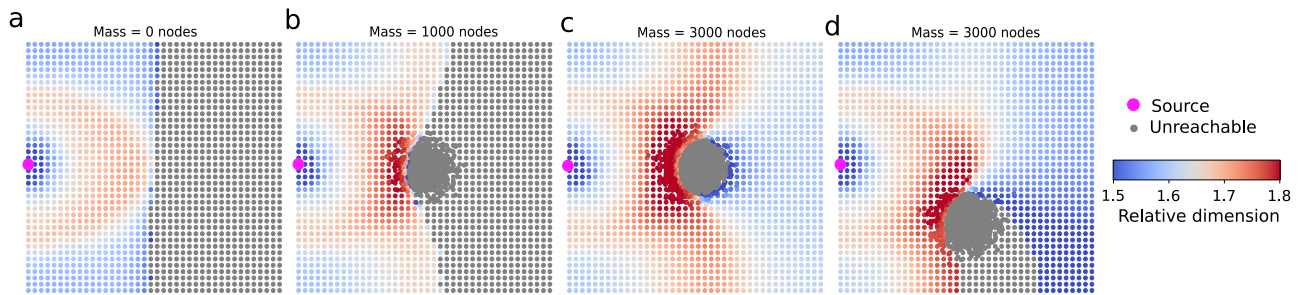 a
Mass = 0 nodes
b
Mass = 1000 nodes
c
Mass = 3000 nodes
d
Mass = 3000 nodes
Source
Unreachable
1.5 1.6 1.7 1.8
Relative dimension